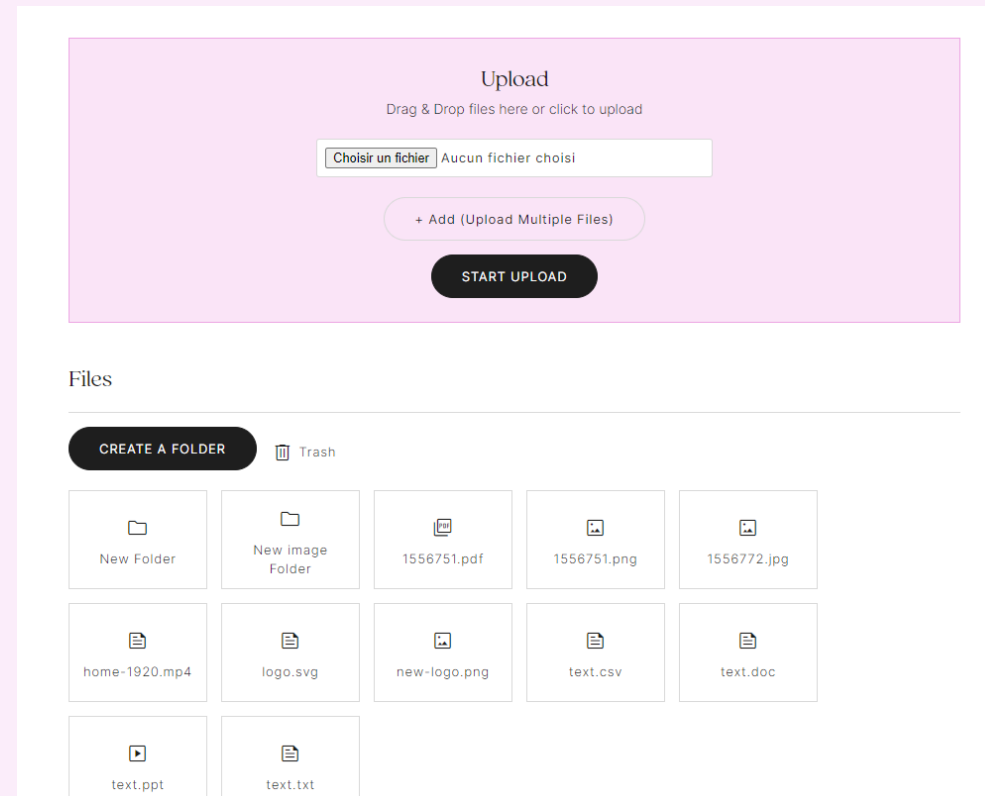 Upload
Drag & Drop files here or click to upload
Choisir un fichier Aucun fichier choisi
+ Add (Upload Multiple Files)
START UPLOAD
Files
CREATE A FOLDER Trash
New Folder
New image
Folder
PDF
1556751.pdf
1556751.png
1556772.jpg
home-1920.mp4
logo.svg
new-logo.png
text.csv
text.doc
text.ppt
text.txt